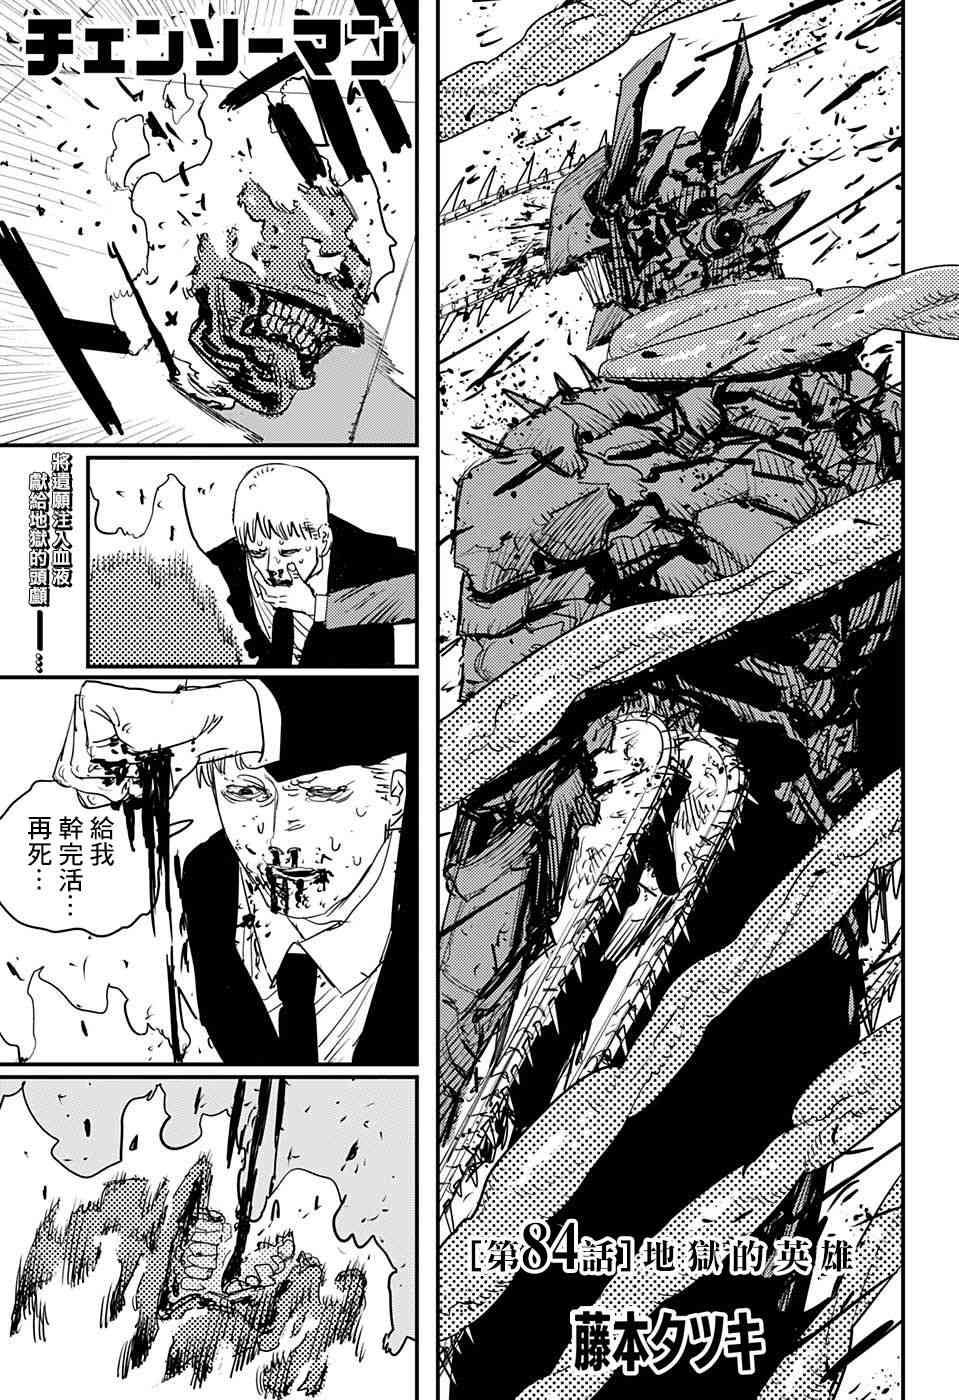 チェンソーマン
ト
將遺願注入血液
獻給地獄的頭顱——…
給我
幹完活…
再死…
[第84話]地獄的英雄
藤本タツキ